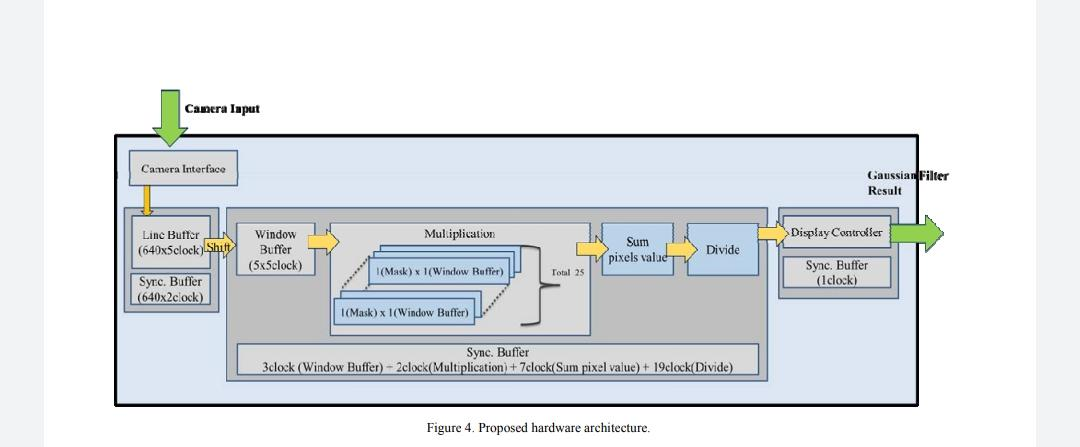 Camera Input
Camera Interface
Gaussian Filter
Result
Line Buffer
(640x5clock)
Shift
Sync. Buffer
(640x2clock)
Window
Buffer
(5x5clock)
Multiplication
1(Mask) x 1(Window Buffer)
Total 25
1(Mask) x 1(Window Buffer)
Sum
pixels value
Divide
Display Controller
Sync. Buffer
(1clock)
Sync. Buffer
3clock (Window Buffer) + 2clock(Multiplication) + 7clock(Sum pixel value) + 19clock(Divide)
Figure 4. Proposed hardware architecture.